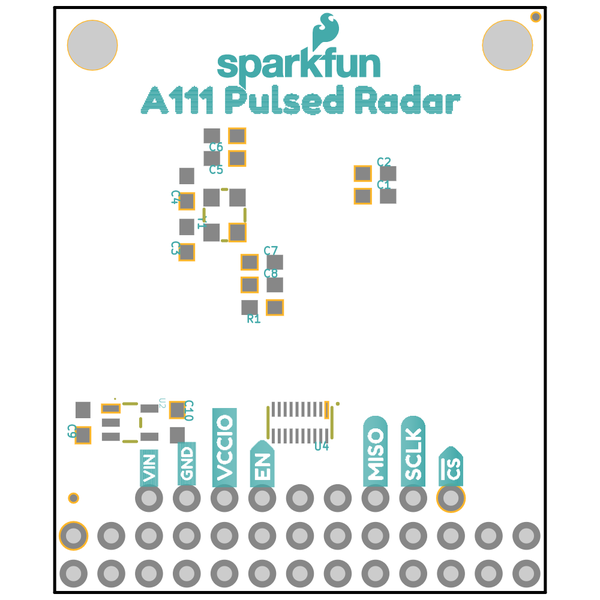 sparkfun
A111 Pulsed Radar
C6
C5
C2
C1
C4
Y1
C3
C7
C8
R1
U2
C10
C9
U4
VIN
GND
VCCIO
EN
MISO
SCLK
CS